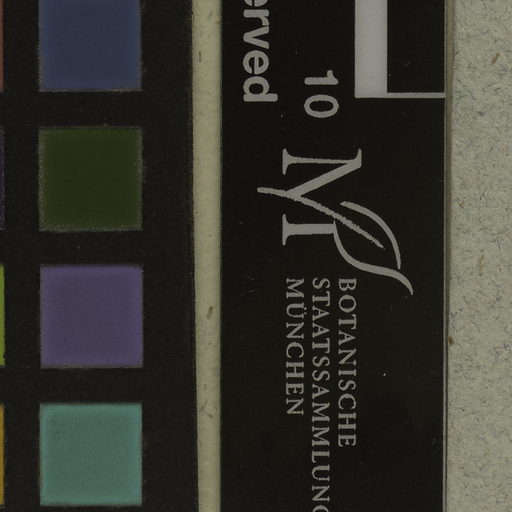 erved
10
M
BOTANISCHE
STAATSSAMMLUNG
MÜNCHEN